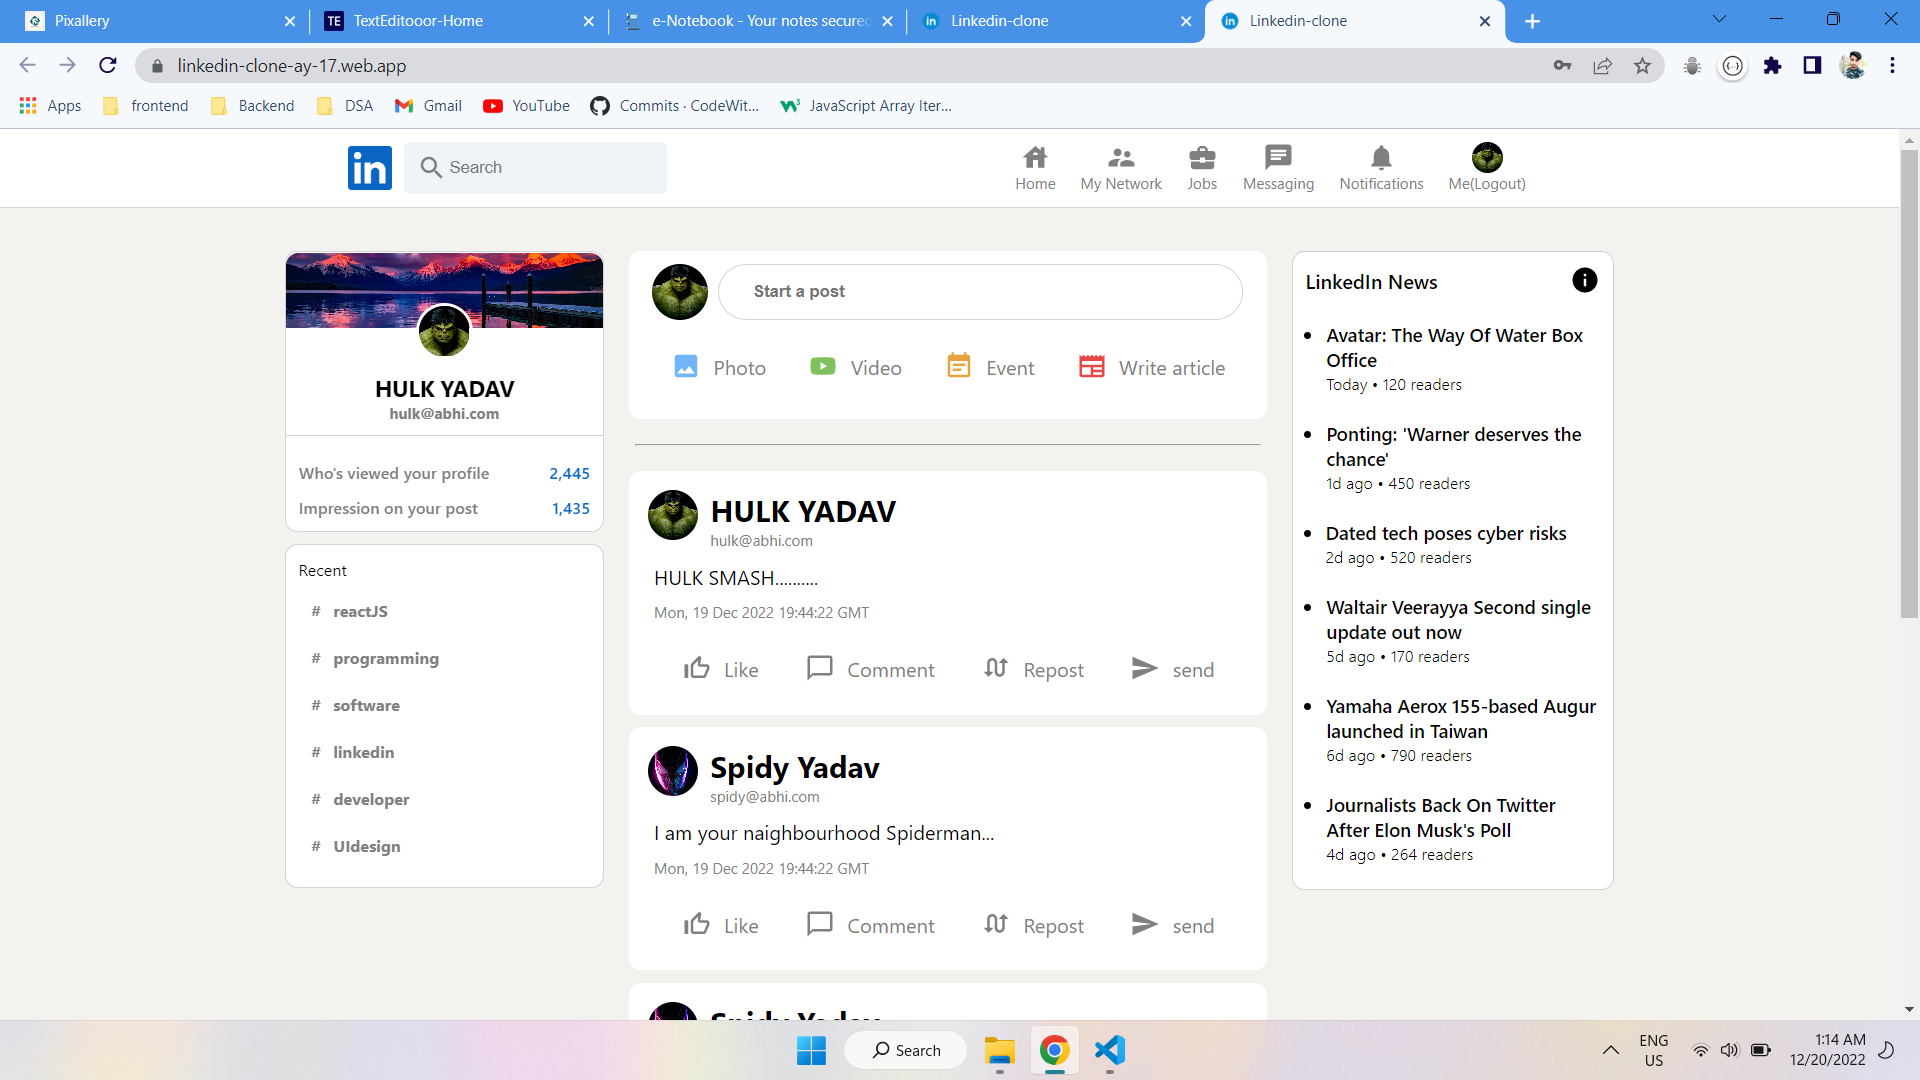 Pixallery
TE TextEditooor-Home
e-Notebook - Your notes secured
Linkedin-clone
Linkedin-clone
linkedin-clone-ay-17.web.app
Apps
frontend
Backend
DSA
Gmail
YouTube
Commits · CodeWit...
JavaScript Array Iter...
in
Search
Home
My Network
Jobs
Messaging
Notifications
Me(Logout)
HULK YADAV
hulk@abhi.com
Who's viewed your profile 2,445
Impression on your post 1,435
Recent
# reactJS
# programming
# software
# linkedin
# developer
# UIdesign
Start a post
Photo
Video
Event
Write article
HULK YADAV
hulk@abhi.com
HULK SMASH..........
Mon, 19 Dec 2022 19:44:22 GMT
Like
Comment
Repost
send
Spidy Yadav
spidy@abhi.com
I am your naighbourhood Spiderman...
Mon, 19 Dec 2022 19:44:22 GMT
Like
Comment
Repost
send
Spidy Yadav
LinkedIn News
• Avatar: The Way Of Water Box
Office
Today • 120 readers
• Ponting: 'Warner deserves the
chance'
1d ago • 450 readers
• Dated tech poses cyber risks
2d ago • 520 readers
• Waltair Veerayya Second single
update out now
5d ago • 170 readers
• Yamaha Aerox 155-based Augur
launched in Taiwan
6d ago • 790 readers
• Journalists Back On Twitter
After Elon Musk's Poll
4d ago • 264 readers
Search
ENG
US
1:14 AM
12/20/2022